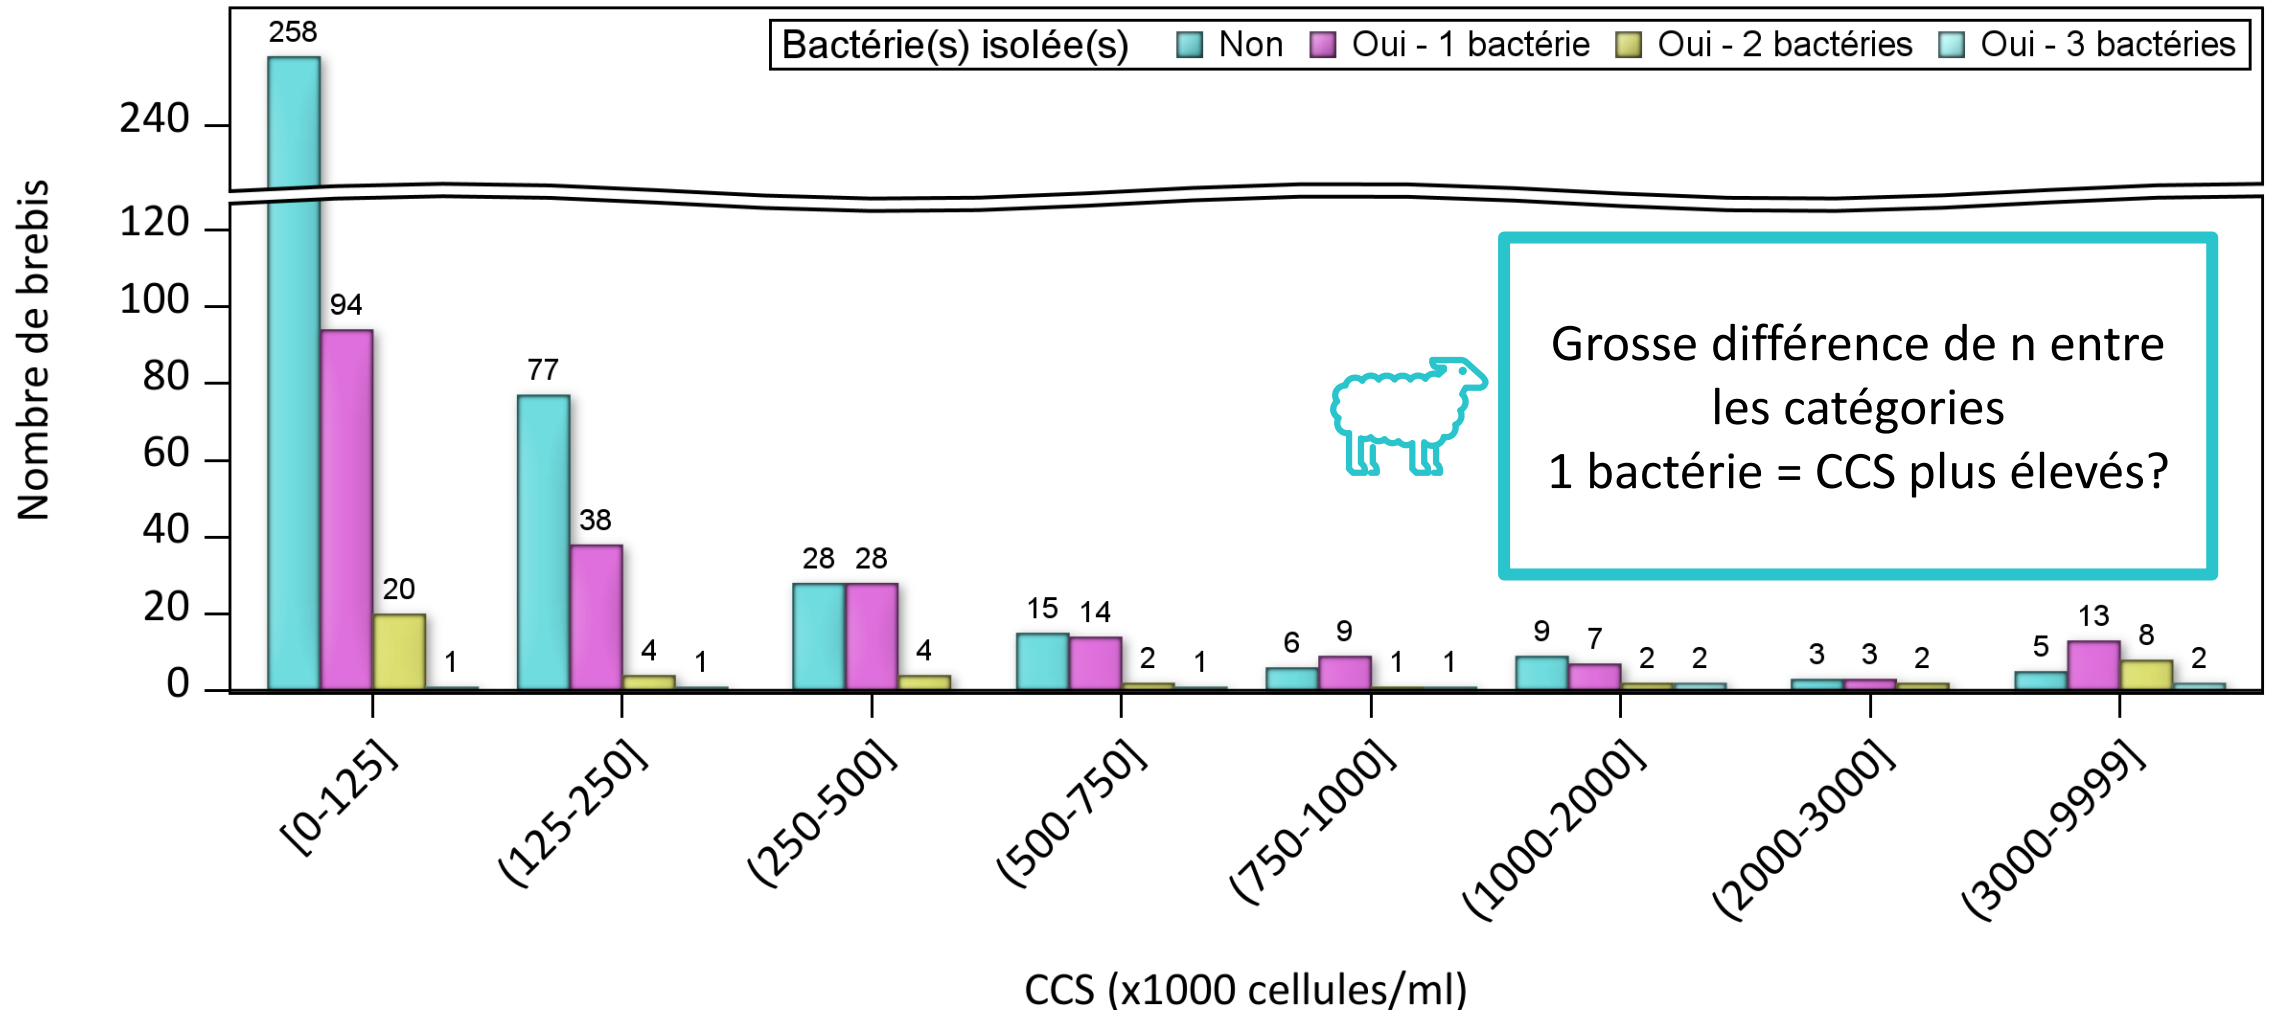 Bactérie(s) isolée(s) Non Oui - 1 bactérie Oui - 2 bactéries Oui - 3 bactéries
Nombre de brebis
240
120
100
80
60
40
20
0
258 94 20 1
77 38 4 1
28 28 4
15 14 2 1
6 9 1 1
9 7 2 2
3 3 2
5 13 8 2
Grosse différence de n entre
les catégories
1 bactérie = CCS plus élevés?
[0-125] (125-250] (250-500] (500-750] (750-1000] (1000-2000] (2000-3000] (3000-9999]
CCS (x1000 cellules/ml)